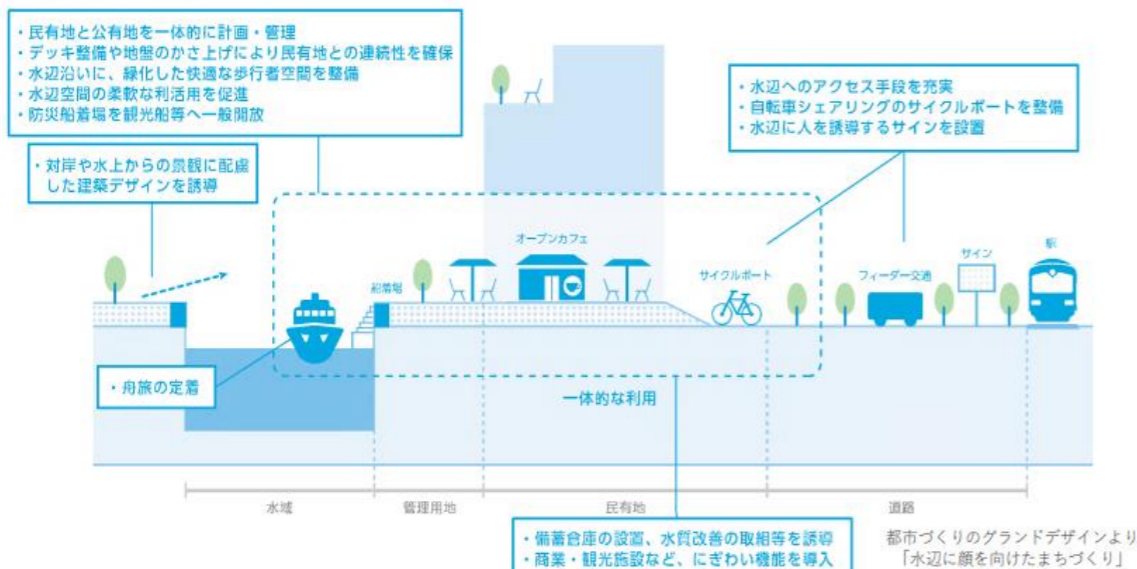 ・民有地と公有地を一体的に計画・管理
・デッキ整備や地盤のかさ上げにより民有地との連続性を確保
・水辺沿いに、緑化した快適な歩行者空間を整備
・水辺空間の柔軟な利活用を促進
・防災船着場を観光船等へ一般開放
・水辺へのアクセス手段を充実
・自転車シェアリングのサイクルポートを整備
・水辺に人を誘導するサインを設置
・対岸や水上からの景観に配慮
した建築デザインを誘導
オープンカフェ
船着場
サイクルポート
フィーダー交通
サイン
駅
・舟旅の定着
一体的な利用
水域
管理用地
民有地
道路
・備蓄倉庫の設置、水質改善の取組等を誘導
・商業・観光施設など、にぎわい機能を導入
都市づくりのグランドデザインより
「水辺に顔を向けたまちづくり」